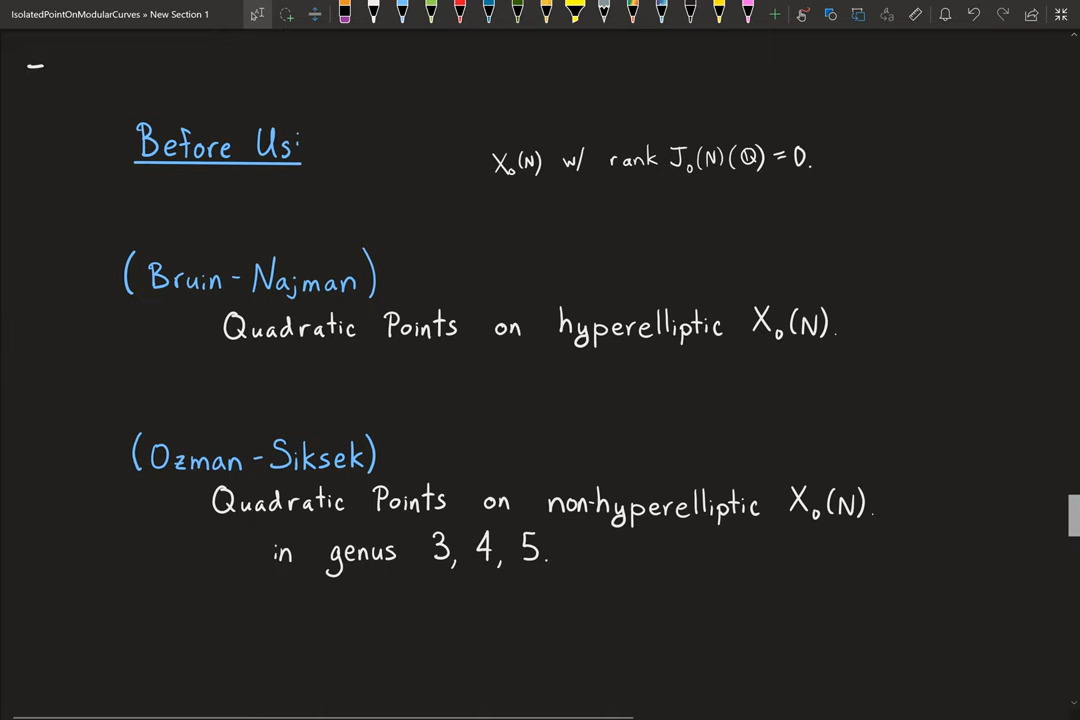 IsolatedPointOnModularCurves » New Section 1
Before Us:
X₀(N) w/ rank J₀(N)(ℚ) = 0.
(Bruin - Najman)
Quadratic Points on hyperelliptic X₀(N).
(Ozman - Siksek)
Quadratic Points on non-hyperelliptic X₀(N).
in genus 3, 4, 5.